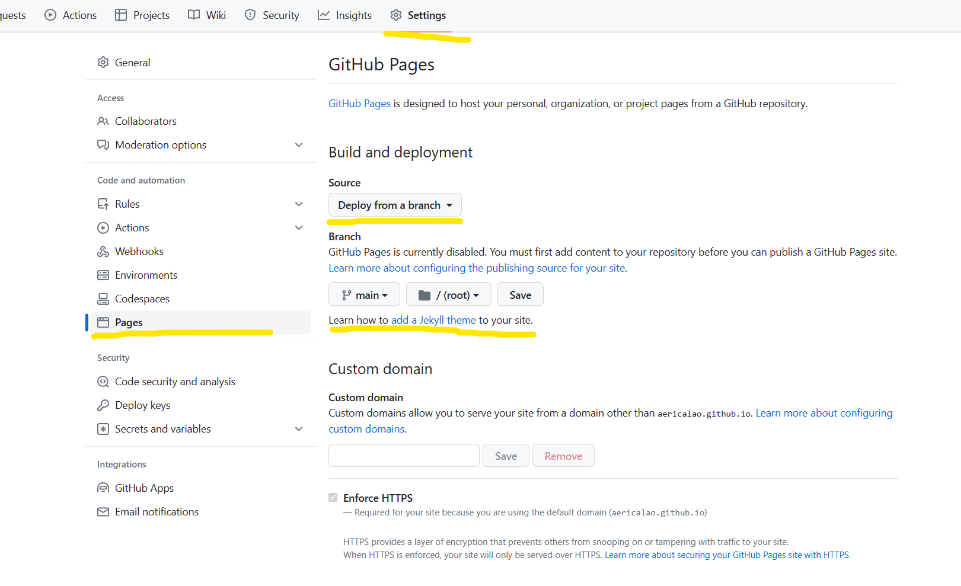 quests Actions Projects Wiki Security Insights Settings
General
Access
Collaborators
Moderation options
Code and automation
Rules
Actions
Webhooks
Environments
Codespaces
Pages
Security
Code security and analysis
Deploy keys
Secrets and variables
Integrations
GitHub Apps
Email notifications
GitHub Pages
GitHub Pages is designed to host your personal, organization, or project pages from a GitHub repository.
Build and deployment
Source
Deploy from a branch
Branch
GitHub Pages is currently disabled. You must first add content to your repository before you can publish a GitHub Pages site.
Learn more about configuring the publishing source for your site.
main / (root) Save
Learn how to add a Jekyll theme to your site.
Custom domain
Custom domain
Custom domains allow you to serve your site from a domain other than aericalao.github.io. Learn more about configuring
custom domains.
Save Remove
Enforce HTTPS
— Required for your site because you are using the default domain (aericalao.github.io)
HTTPS provides a layer of encryption that prevents others from snooping on or tampering with traffic to your site.
When HTTPS is enforced, your site will only be served over HTTPS. Learn more about securing your GitHub Pages site with HTTPS.